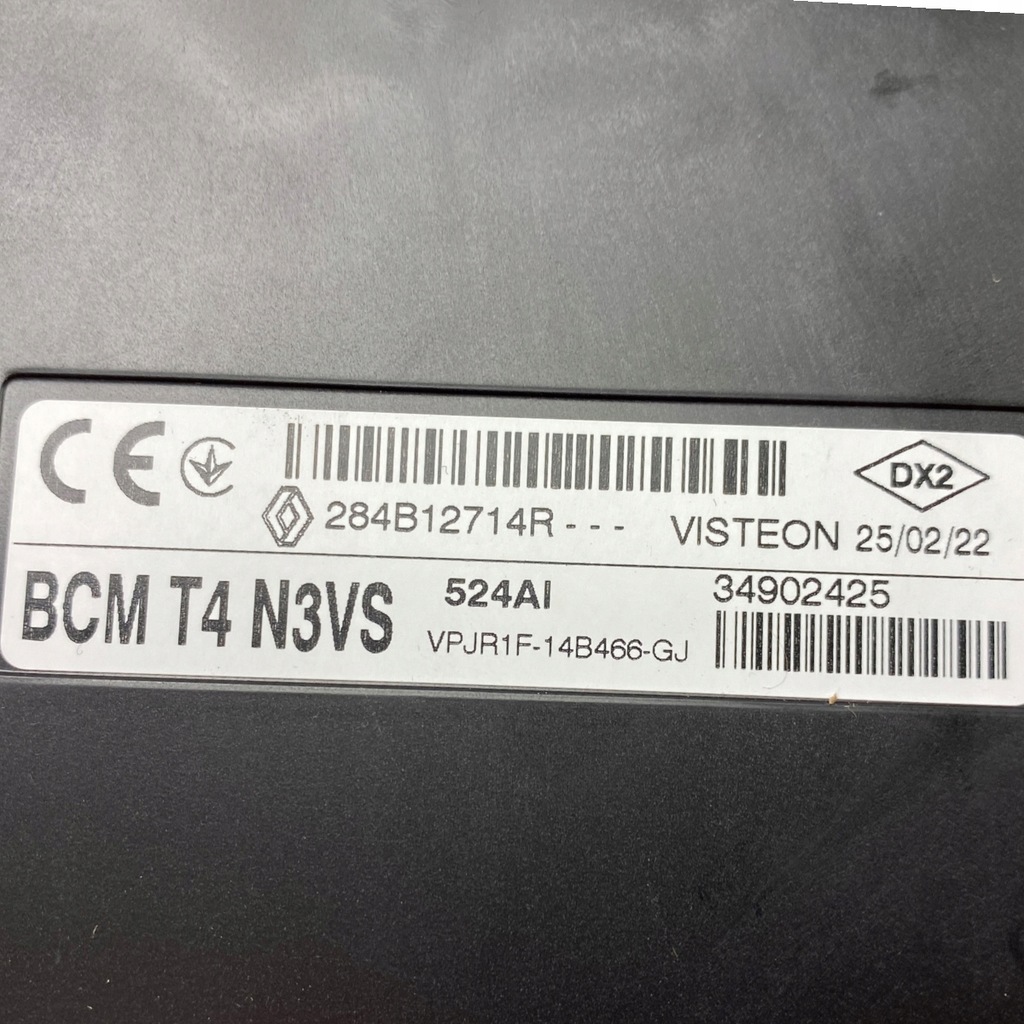 CE
DX2
284B12714R--- VISTEON 25/02/22
BCM T4 N3VS 524AI 34902425
VPJR1F-14B466-GJ